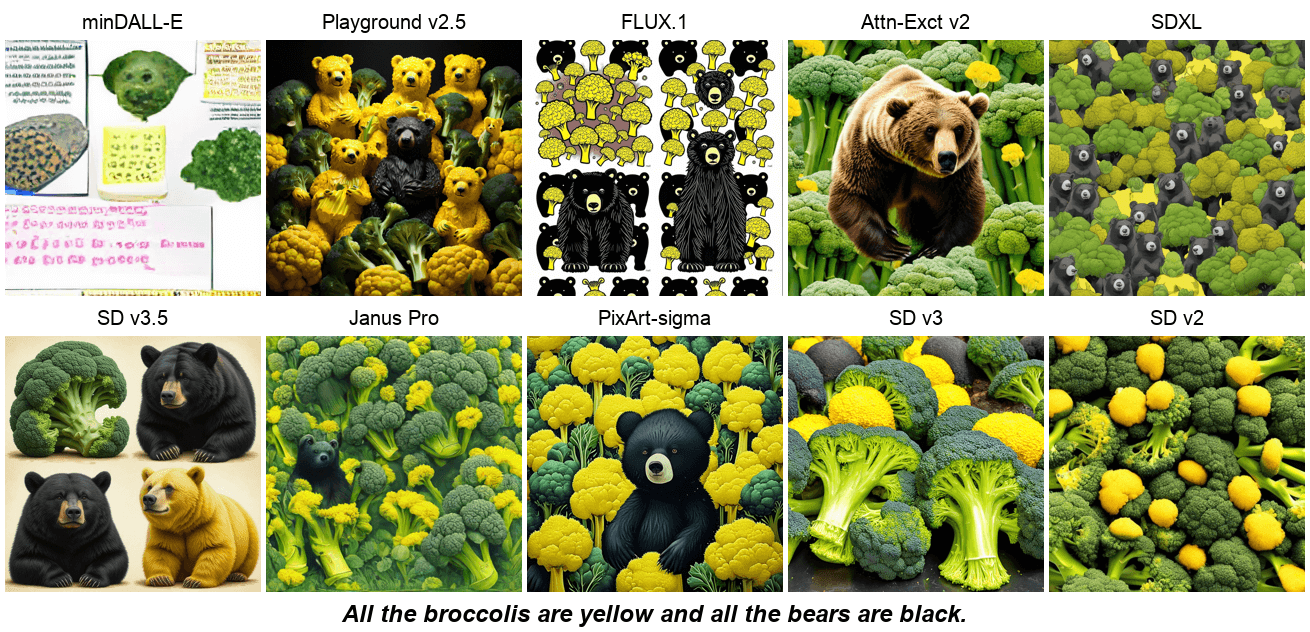 minDALL-E
Playground v2.5
FLUX.1
Attn-Exct v2
SDXL
SD v3.5
Janus Pro
PixArt-sigma
SD v3
SD v2
All the broccolis are yellow and all the bears are black.